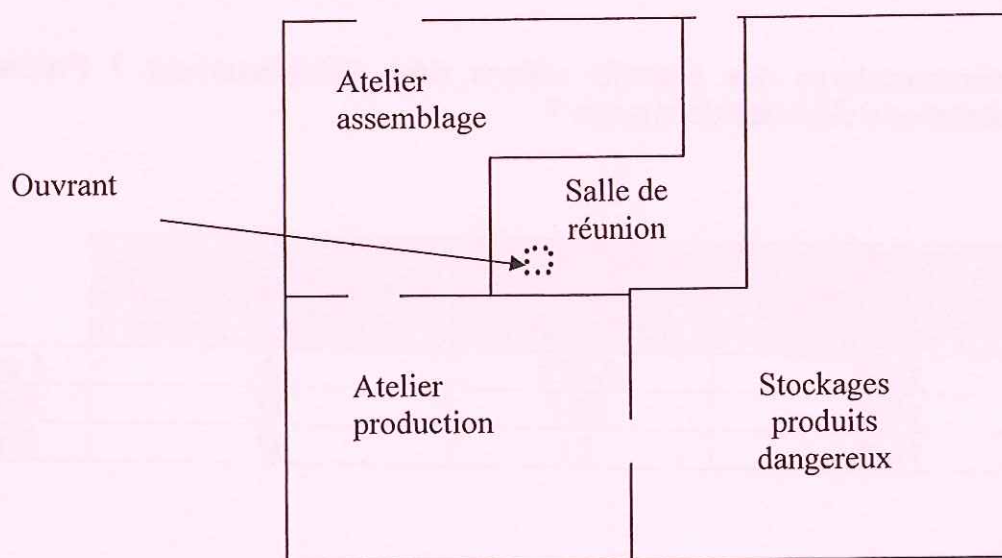 Atelier
assemblage
Ouvrant
Salle de
réunion
Atelier
production
Stockages
produits
dangereux